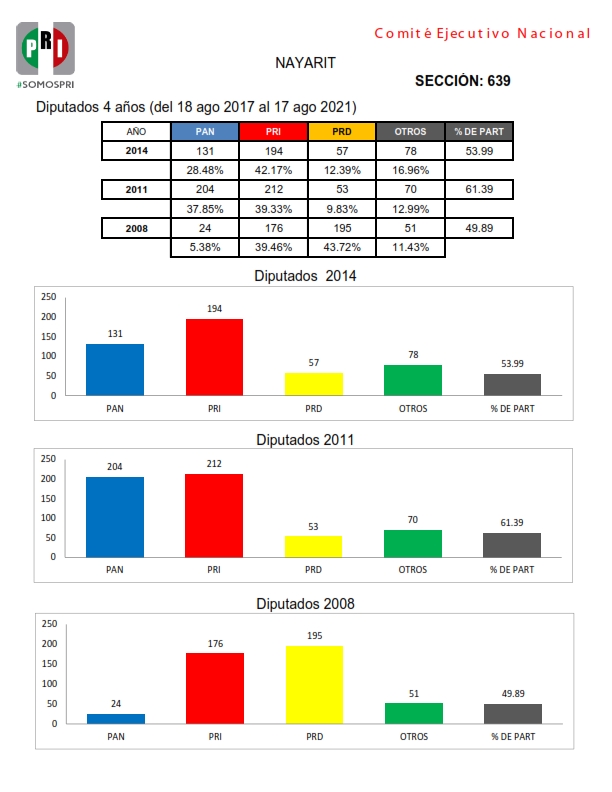 Comité Ejecutivo Nacional
PRI
#SOMOSPRI
NAYARIT
SECCIÓN: 639
Diputados 4 años (del 18 ago 2017 al 17 ago 2021)
AÑO PAN PRI PRD OTROS % DE PART
2014 131 194 57 78 53.99
28.48% 42.17% 12.39% 16.96%
2011 204 212 53 70 61.39
37.85% 39.33% 9.83% 12.99%
2008 24 176 195 51 49.89
5.38% 39.46% 43.72% 11.43%
Diputados 2014
250
200
150
100
50
0
131 194 57 78 53.99
PAN PRI PRD OTROS % DE PART
Diputados 2011
250
200
150
100
50
0
204 212 53 70 61.39
PAN PRI PRD OTROS % DE PART
Diputados 2008
250
200
150
100
50
0
24 176 195 51 49.89
PAN PRI PRD OTROS % DE PART